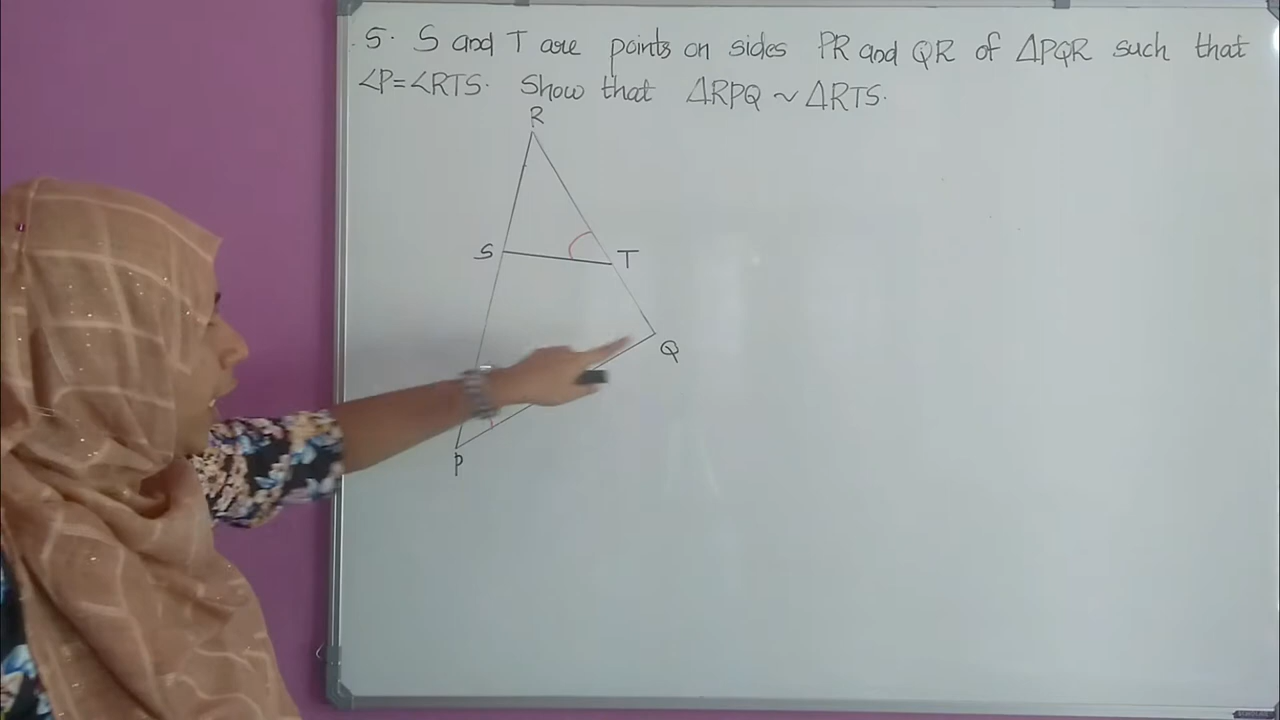 5. S and T are points on sides PR and QR of ΔPQR such that
∠P=∠RTS. Show that ΔRPQ ~ ΔRTS.
R
S
T
Q
P